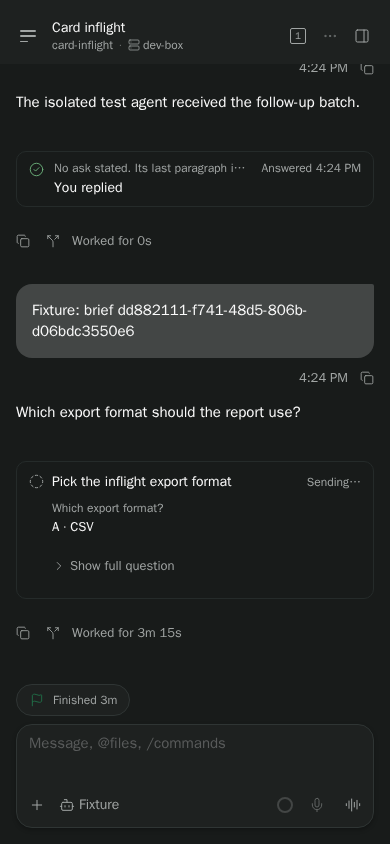 Card inflight
card-inflight · dev-box
1
4:24 PM
The isolated test agent received the follow-up batch.
No ask stated. Its last paragraph i··· Answered 4:24 PM
You replied
Worked for 0s
Fixture: brief dd882111-f741-48d5-806b-
d06bdc3550e6
4:24 PM
Which export format should the report use?
Pick the inflight export format Sending···
Which export format?
A · CSV
Show full question
Worked for 3m 15s
Finished 3m
Message, @files, /commands
Fixture